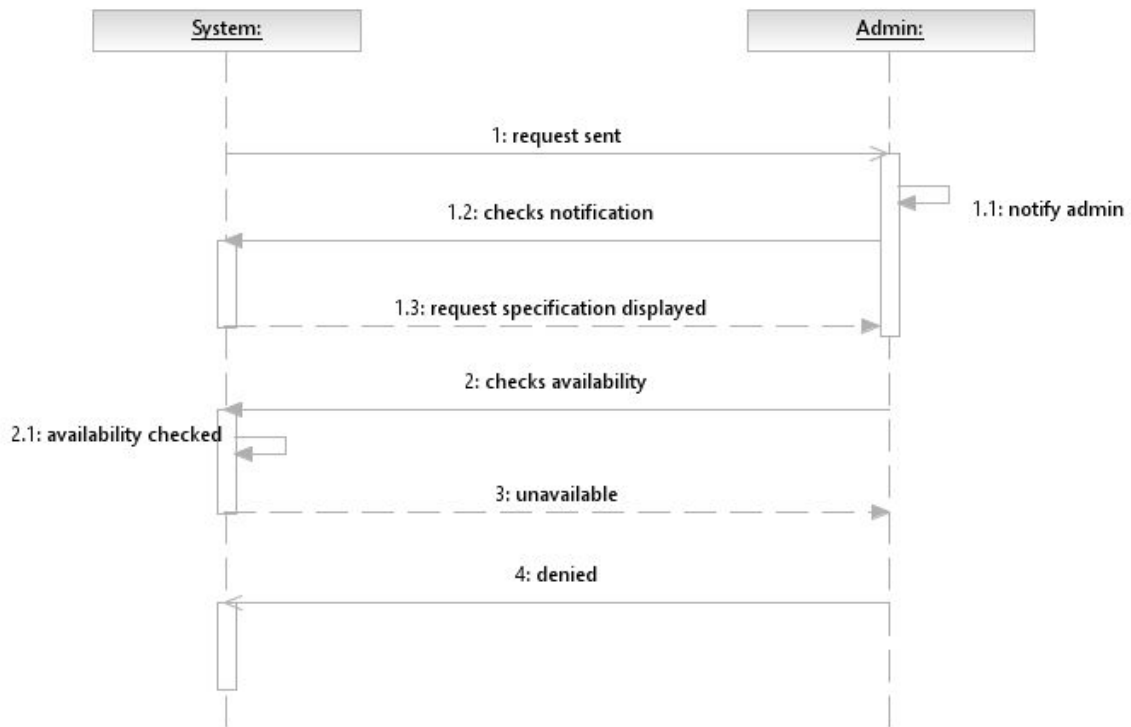 System:
Admin:
1: request sent
1.1: notify admin
1.2: checks notification
1.3: request specification displayed
2: checks availability
2.1: availability checked
3: unavailable
4: denied